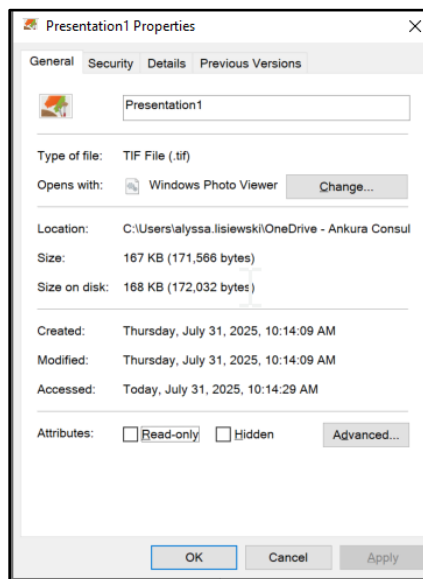 Presentation1 Properties
General Security Details Previous Versions
Presentation1
Type of file: TIF File (.tif)
Opens with: Windows Photo Viewer Change...
Location: C:\Users\alyssa.lisiewski\OneDrive - Ankura Consul
Size: 167 KB (171,566 bytes)
Size on disk: 168 KB (172,032 bytes)
Created: Thursday, July 31, 2025, 10:14:09 AM
Modified: Thursday, July 31, 2025, 10:14:09 AM
Accessed: Today, July 31, 2025, 10:14:29 AM
Attributes: Read-only Hidden Advanced...
OK Cancel Apply